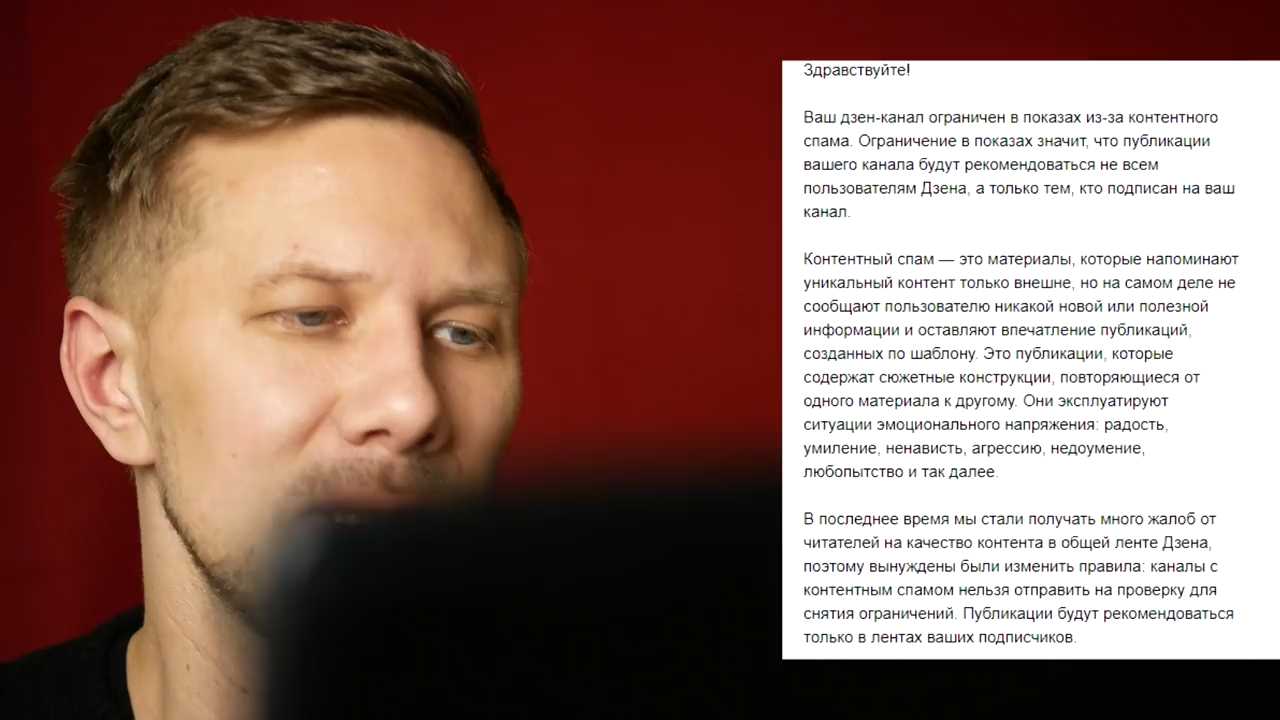 Здравствуйте!
Ваш дзен-канал ограничен в показах из-за контентного
спама. Ограничение в показах значит, что публикации
вашего канала будут рекомендоваться не всем
пользователям Дзена, а только тем, кто подписан на ваш
канал.
Контентный спам — это материалы, которые напоминают
уникальный контент только внешне, но на самом деле не
сообщают пользователю никакой новой или полезной
информации и оставляют впечатление публикаций,
созданных по шаблону. Это публикации, которые
содержат сюжетные конструкции, повторяющиеся от
одного материала к другому. Они эксплуатируют
ситуации эмоционального напряжения: радость,
умиление, ненависть, агрессию, недоумение,
любопытство и так далее.
В последнее время мы стали получать много жалоб от
читателей на качество контента в общей ленте Дзена,
поэтому вынуждены были изменить правила: каналы с
контентным спамом нельзя отправить на проверку для
снятия ограничений. Публикации будут рекомендоваться
только в лентах ваших подписчиков.